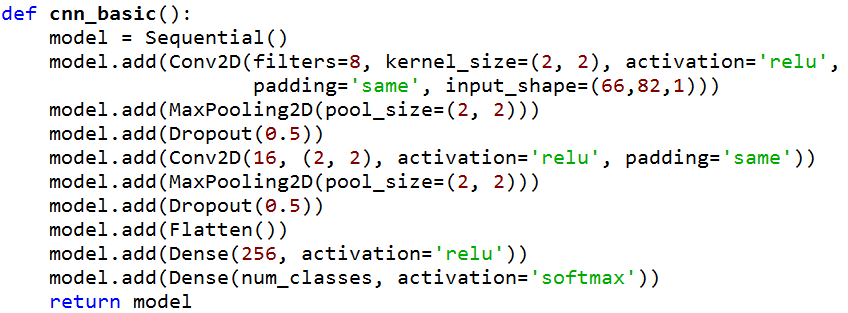 def cnn_basic():
    model = Sequential()
    model.add(Conv2D(filters=8, kernel_size=(2, 2), activation='relu',
                     padding='same', input_shape=(66,82,1)))
    model.add(MaxPooling2D(pool_size=(2, 2)))
    model.add(Dropout(0.5))
    model.add(Conv2D(16, (2, 2), activation='relu', padding='same'))
    model.add(MaxPooling2D(pool_size=(2, 2)))
    model.add(Dropout(0.5))
    model.add(Flatten())
    model.add(Dense(256, activation='relu'))
    model.add(Dense(num_classes, activation='softmax'))
    return model